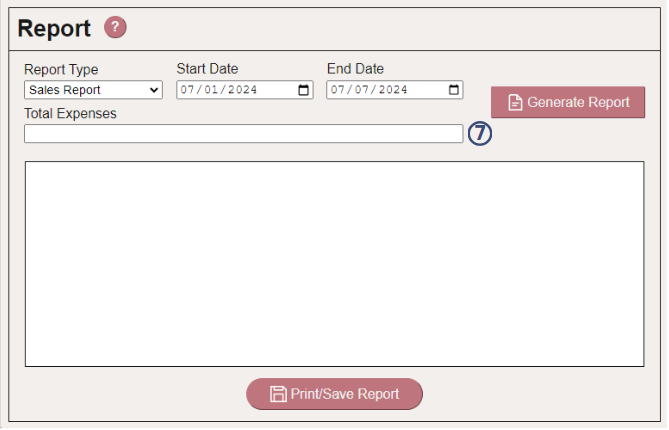 Report ?
Report Type Start Date End Date
Sales Report 07/01/2024 07/07/2024
Generate Report
Total Expenses
7
Print/Save Report